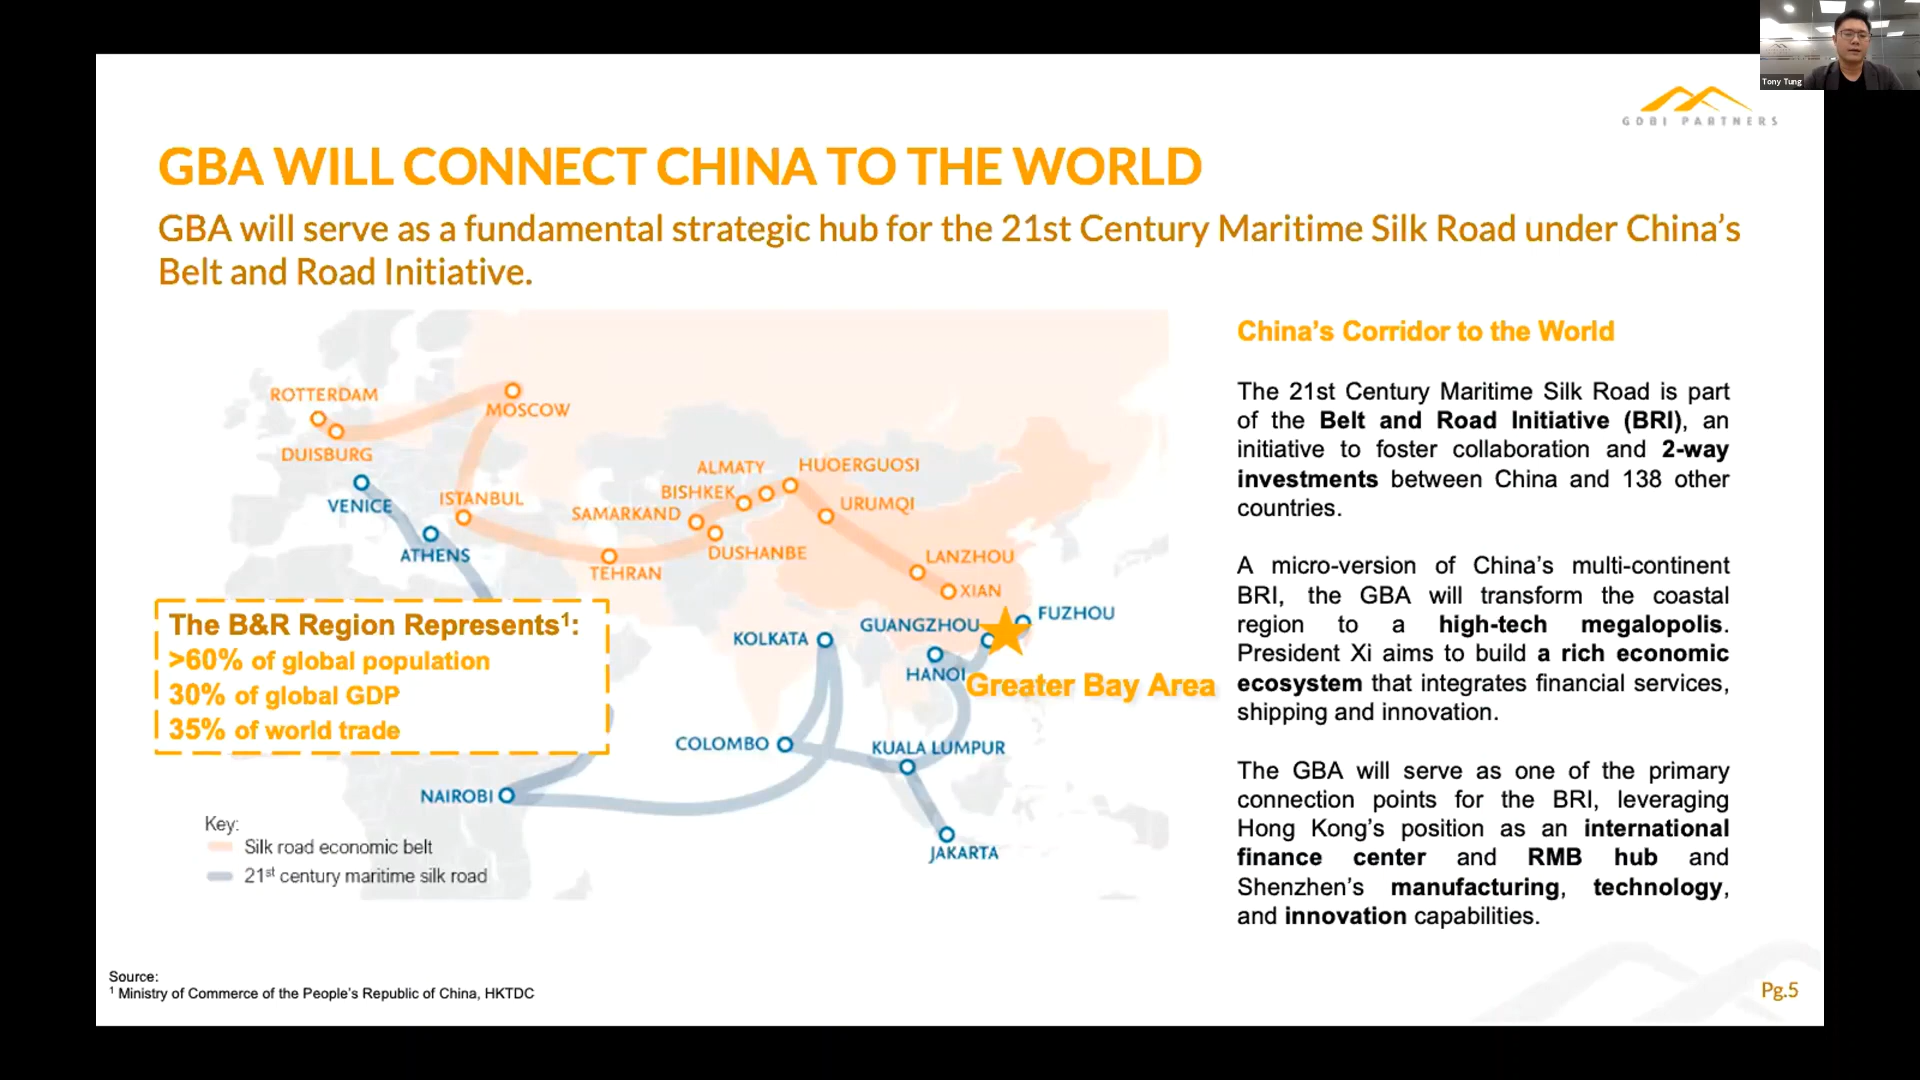 Tony Tung
GOBI PARTNERS
GBA WILL CONNECT CHINA TO THE WORLD
GBA will serve as a fundamental strategic hub for the 21st Century Maritime Silk Road under China's
Belt and Road Initiative.
ROTTERDAM
MOSCOW
DUISBURG
VENICE
ISTANBUL
ATHENS
ALMATY
HUOERGUOSI
BISHKEK
URUMQI
SAMARKAND
DUSHANBE
TEHRAN
LANZHOU
XIAN
FUZHOU
GUANGZHOU
KOLKATA
HANOI
Greater Bay Area
COLOMBO
KUALA LUMPUR
NAIROBI
JAKARTA
The B&R Region Represents¹:
>60% of global population
30% of global GDP
35% of world trade
Key:
Silk road economic belt
21st century maritime silk road
China's Corridor to the World
The 21st Century Maritime Silk Road is part
of the Belt and Road Initiative (BRI), an
initiative to foster collaboration and 2-way
investments between China and 138 other
countries.
A micro-version of China's multi-continent
BRI, the GBA will transform the coastal
region to a high-tech megalopolis.
President Xi aims to build a rich economic
ecosystem that integrates financial services,
shipping and innovation.
The GBA will serve as one of the primary
connection points for the BRI, leveraging
Hong Kong's position as an international
finance center and RMB hub and
Shenzhen's manufacturing, technology,
and innovation capabilities.
Source:
¹ Ministry of Commerce of the People's Republic of China, HKTDC
Pg.5